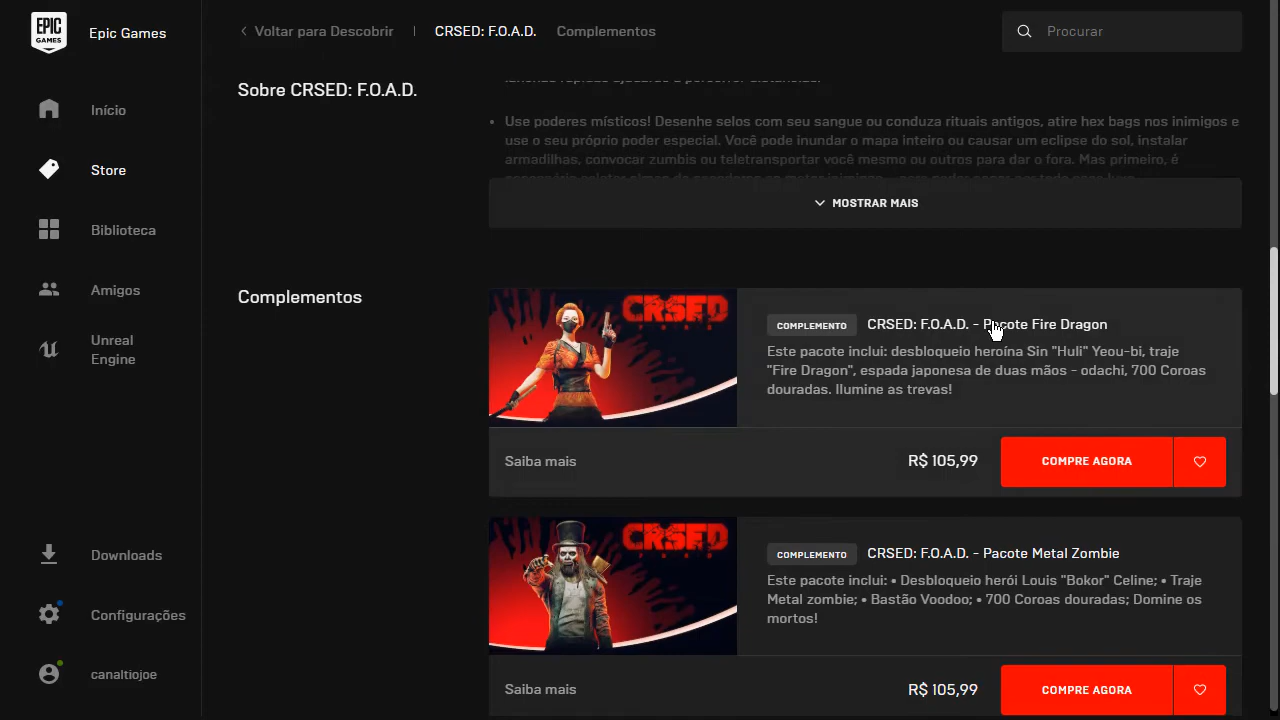 EPIC
GAMES
Epic Games
Voltar para Descobrir
CRSED: F.O.A.D.
Complementos
Procurar
Início
Store
Biblioteca
Amigos
Unreal
Engine
Downloads
Configurações
canaltiojoe
Sobre CRSED: F.O.A.D.
• Use poderes místicos! Desenhe selos com seu sangue ou conduza rituais antigos, atire hex bags nos inimigos e
use o seu próprio poder especial. Você pode inundar o mapa inteiro ou causar um eclipse do sol, instalar
armadilhas, convocar zumbis ou teletransportar você mesmo ou outros para dar o fora. Mas primeiro, é
MOSTRAR MAIS
Complementos
CRSED
F.O.A.D.
COMPLEMENTO
CRSED: F.O.A.D. - Pacote Fire Dragon
Este pacote inclui: desbloqueio heroína Sin "Huli" Yeou-bi, traje
"Fire Dragon", espada japonesa de duas mãos - odachi, 700 Coroas
douradas. Ilumine as trevas!
Saiba mais
R$ 105,99
COMPRE AGORA
CRSED
F.O.A.D.
COMPLEMENTO
CRSED: F.O.A.D. - Pacote Metal Zombie
Este pacote inclui: • Desbloqueio herói Louis "Bokor" Celine; • Traje
Metal zombie; • Bastão Voodoo; • 700 Coroas douradas; Domine os
mortos!
Saiba mais
R$ 105,99
COMPRE AGORA